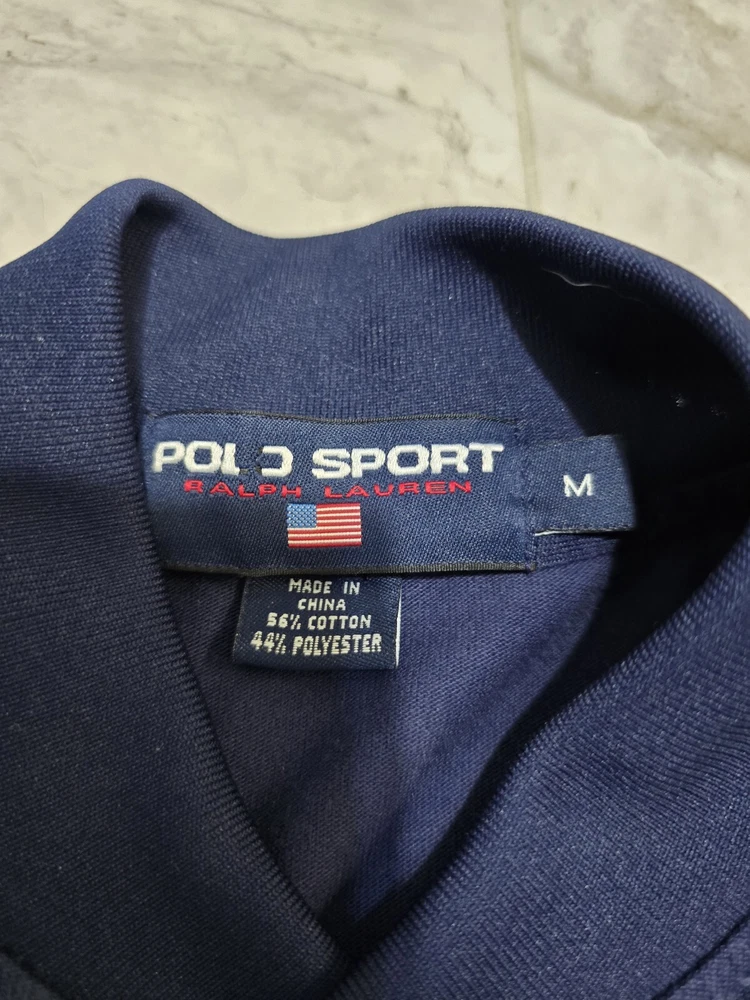 POLO SPORT
RALPH LAUREN
M
MADE IN
CHINA
56% COTTON
44% POLYESTER